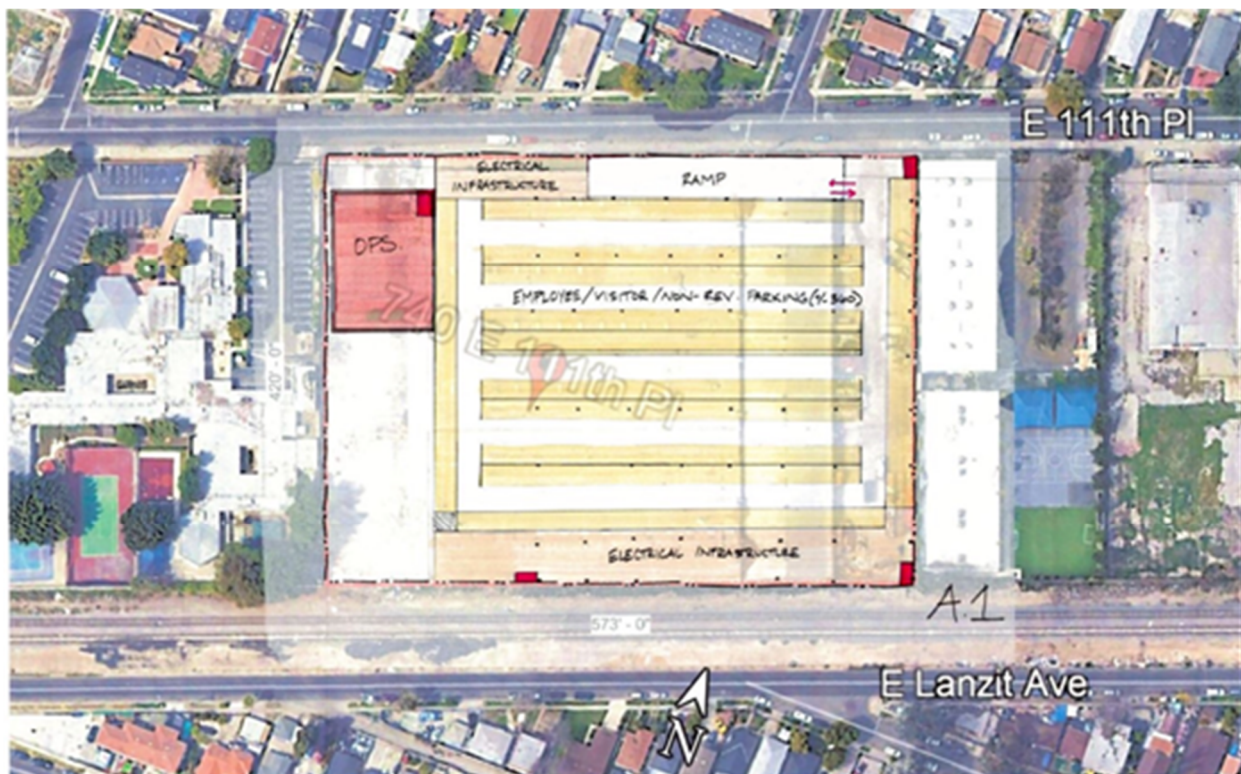 E 111th Pl
ELECTRICAL
INFRASTRUCTURE
RAMP
OPS.
EMPLOYEE/VISITOR/NON-REV. PARKING
740 E 111th Pl
420' - 0"
ELECTRICAL INFRASTRUCTURE
A.1
573' - 0"
E Lanzit Ave
N